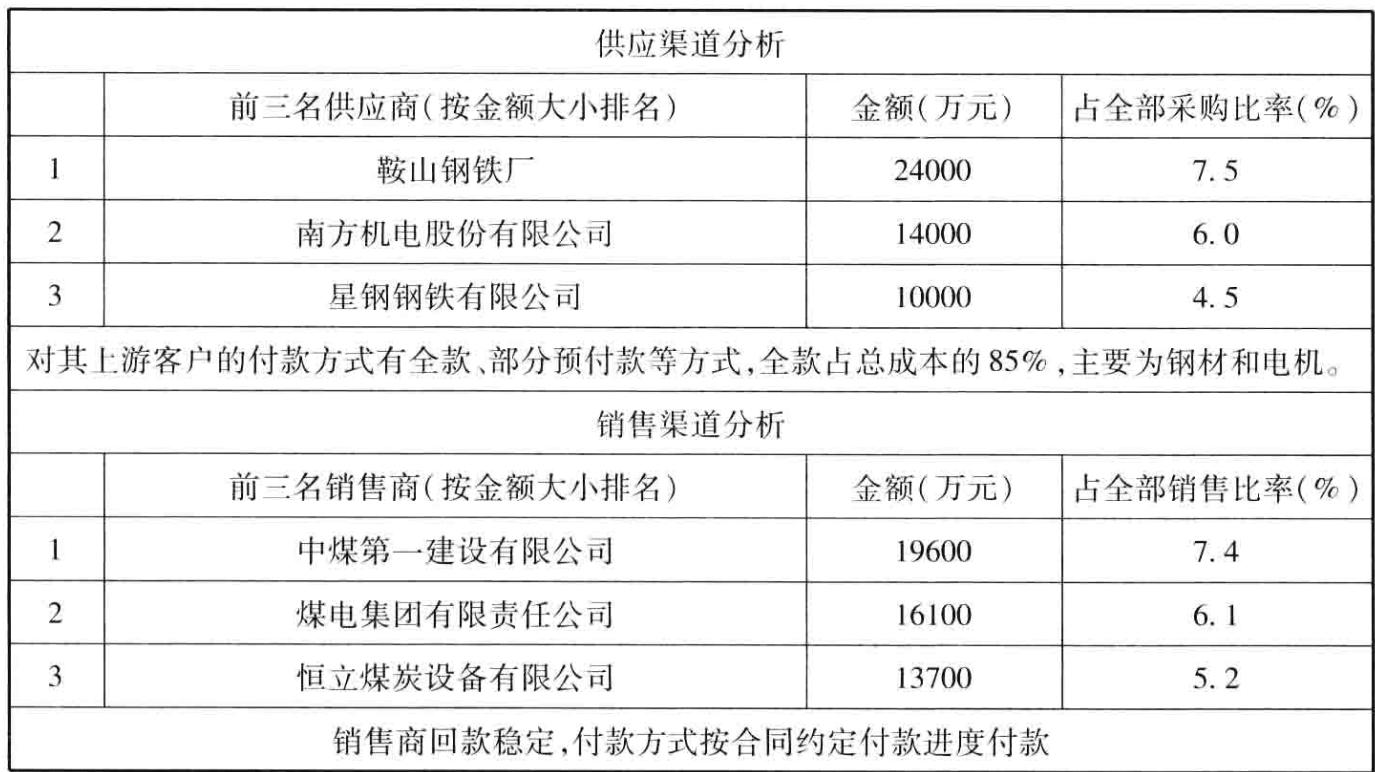 供应渠道分析
前三名供应商(按金额大小排名) 金额(万元) 占全部采购比率(%)
1 鞍山钢铁厂 24000 7.5
2 南方机电股份有限公司 14000 6.0
3 星钢钢铁有限公司 10000 4.5
对其上游客户的付款方式有全款、部分预付款等方式,全款占总成本的85%,主要为钢材和电机。
销售渠道分析
前三名销售商(按金额大小排名) 金额(万元) 占全部销售比率(%)
1 中煤第一建设有限公司 19600 7.4
2 煤电集团有限责任公司 16100 6.1
3 恒立煤炭设备有限公司 13700 5.2
销售商回款稳定,付款方式按合同约定付款进度付款